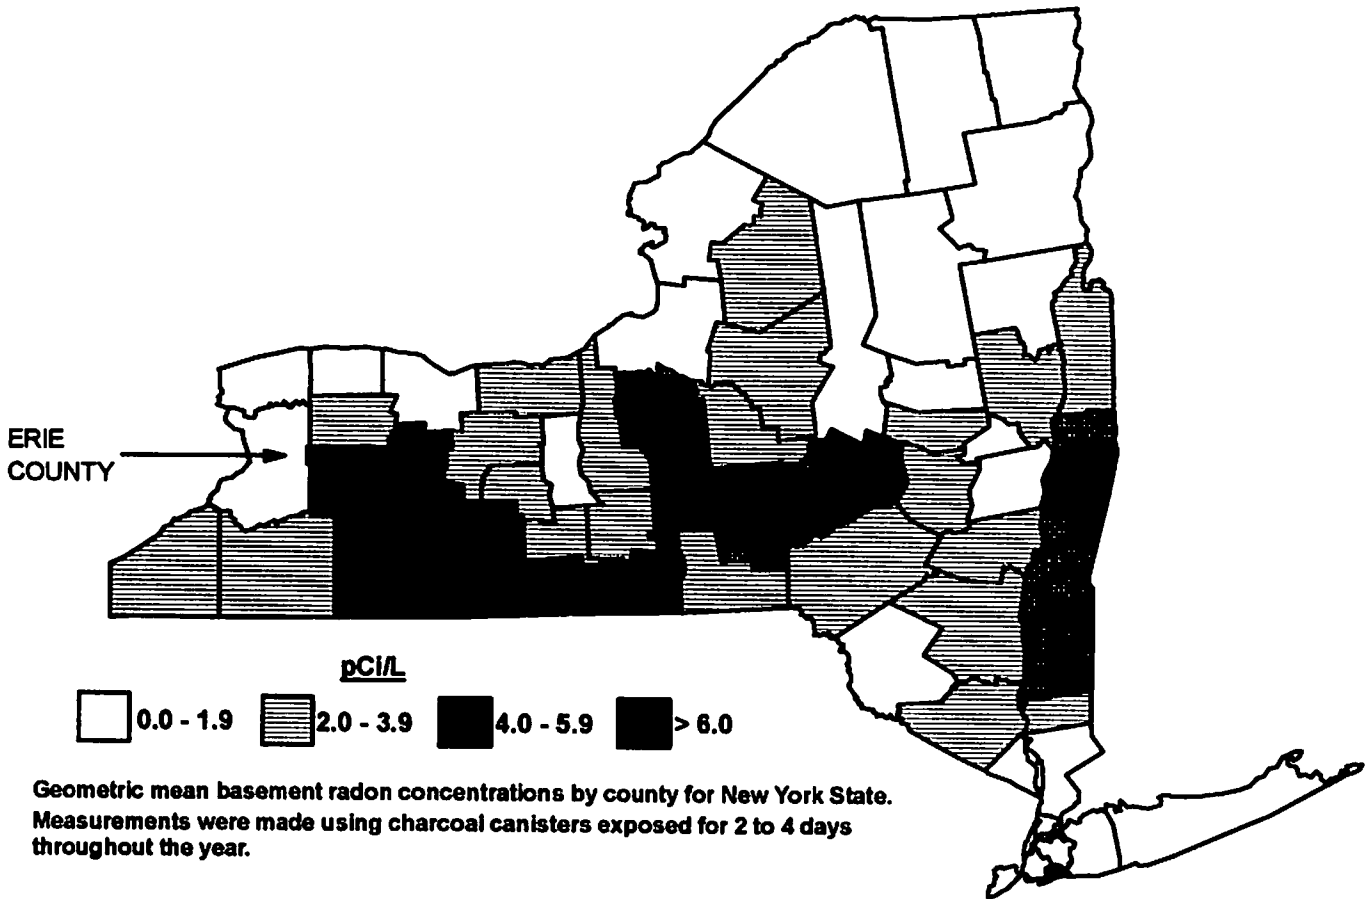 ERIE
COUNTY
pCi/L
0.0 - 1.9
2.0 - 3.9
4.0 - 5.9
> 6.0
Geometric mean basement radon concentrations by county for New York State.
Measurements were made using charcoal canisters exposed for 2 to 4 days
throughout the year.